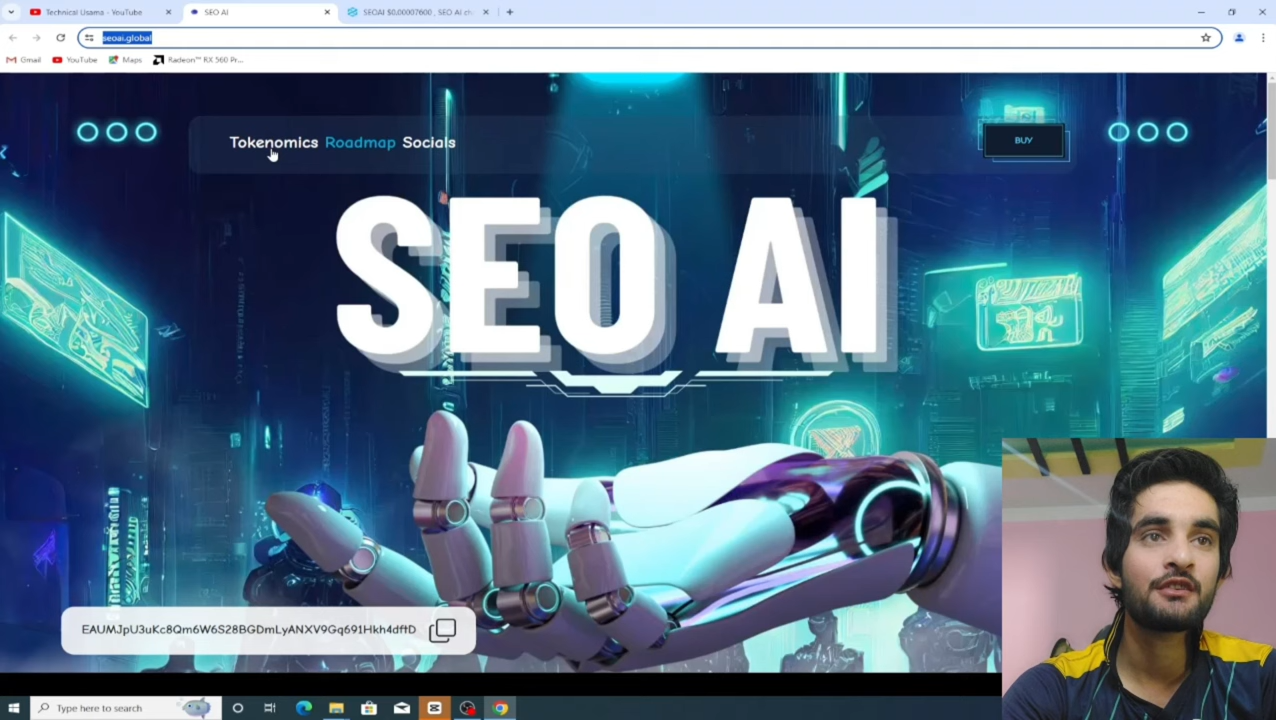 Technical Usama - YouTube
SEO AI
SEOAI $0.00007600 , SEO AI ch
seoai.global
Gmail
YouTube
Maps
Radeon™ RX 560 Pr...
Tokenomics Roadmap Socials
BUY
SEO AI
EAUMJpU3uKc8Qm6W6S28BGDmLyANXV9Gq691Hkh4dftD
Type here to search